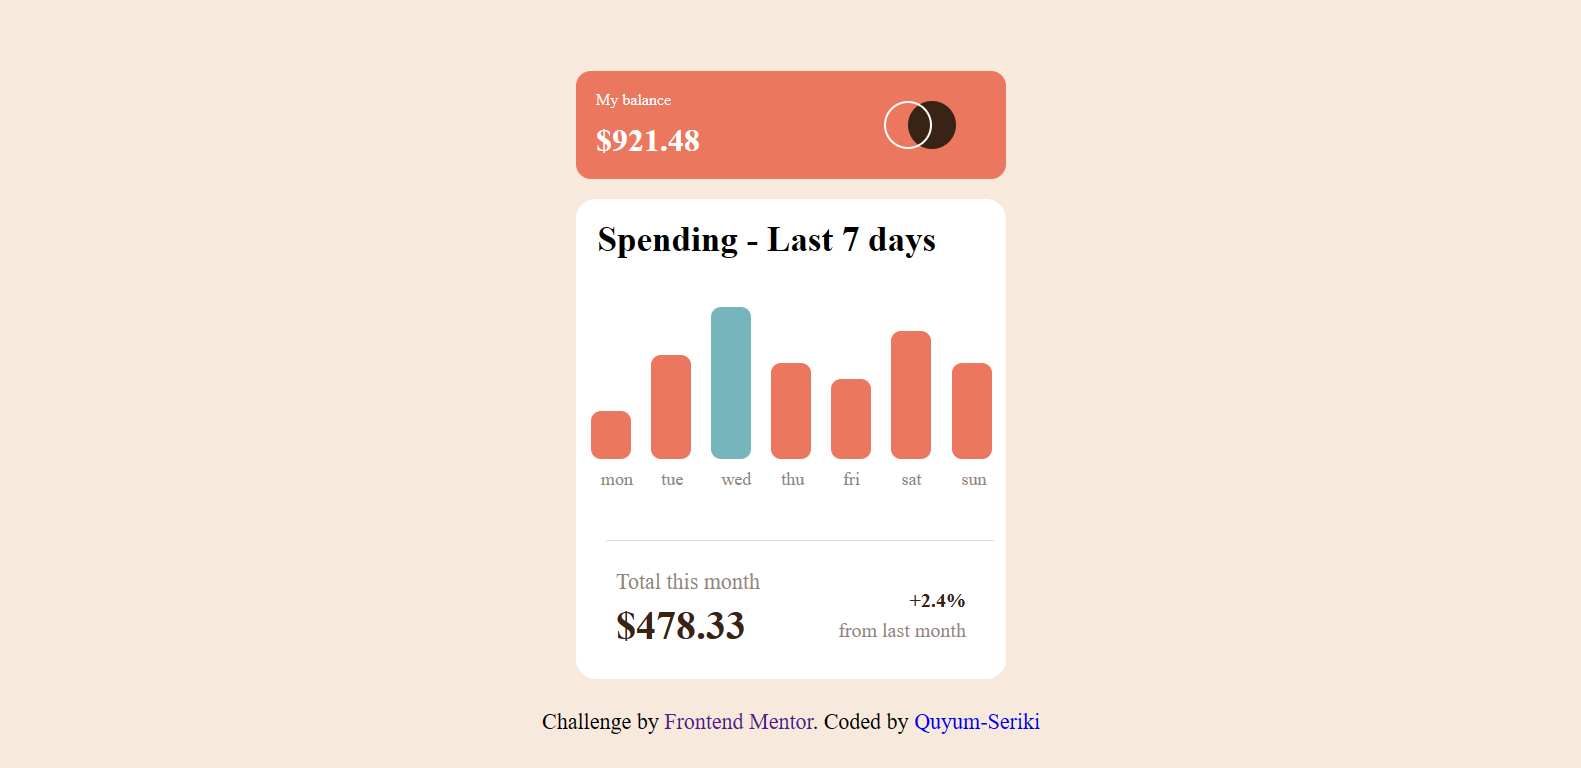 My balance
$921.48
Spending - Last 7 days
mon tue wed thu fri sat sun
Total this month
$478.33
+2.4%
from last month
Challenge by Frontend Mentor. Coded by Quyum-Seriki